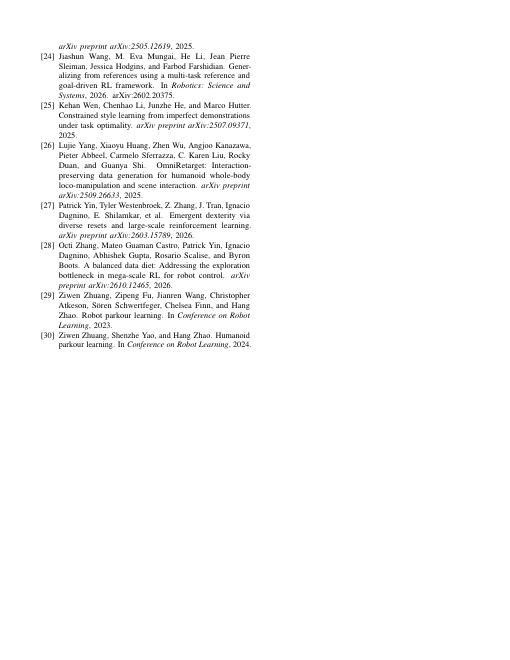 arXiv preprint arXiv:2505.12619, 2025.
[24] Jiashun Wang, M. Eva Mungai, He Li, Jean Pierre
Sleiman, Jessica Hodgins, and Farbod Farshidian. Gener-
alizing from references using a multi-task reference and
goal-driven RL framework. In Robotics: Science and
Systems, 2026. arXiv:2602.20375.
[25] Kehan Wen, Chenhao Li, Junzhe He, and Marco Hutter.
Constrained style learning from imperfect demonstrations
under task optimality. arXiv preprint arXiv:2507.09371,
2025.
[26] Lujie Yang, Xiaoyu Huang, Zhen Wu, Angjoo Kanazawa,
Pieter Abbeel, Carmelo Sferrazza, C. Karen Liu, Rocky
Duan, and Guanya Shi. OmniRetarget: Interaction-
preserving data generation for humanoid whole-body
loco-manipulation and scene interaction. arXiv preprint
arXiv:2509.26633, 2025.
[27] Patrick Yin, Tyler Westenbroek, Z. Zhang, J. Tran, Ignacio
Dagnino, E. Shilamkar, et al. Emergent dexterity via
diverse resets and large-scale reinforcement learning.
arXiv preprint arXiv:2603.15789, 2026.
[28] Octi Zhang, Mateo Guaman Castro, Patrick Yin, Ignacio
Dagnino, Abhishek Gupta, Rosario Scalise, and Byron
Boots. A balanced data diet: Addressing the exploration
bottleneck in mega-scale RL for robot control. arXiv
preprint arXiv:2610.12465, 2026.
[29] Ziwen Zhuang, Zipeng Fu, Jianren Wang, Christopher
Atkeson, Sören Schwertfeger, Chelsea Finn, and Hang
Zhao. Robot parkour learning. In Conference on Robot
Learning, 2023.
[30] Ziwen Zhuang, Shenzhe Yao, and Hang Zhao. Humanoid
parkour learning. In Conference on Robot Learning, 2024.